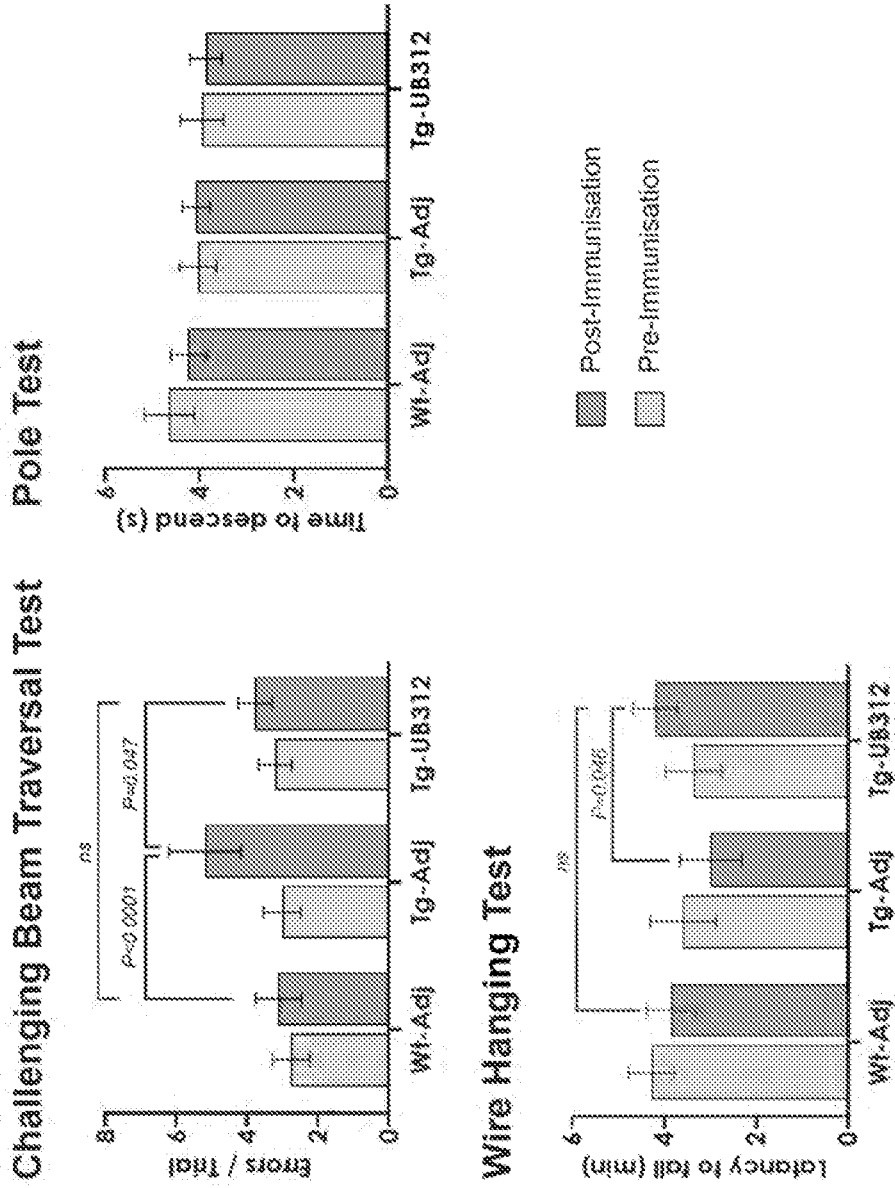 Challenging Beam Traversal Test
Errors / Trial
8
6
4
2
0
ns
P<0.0001
P=0.047
Wt-Adj
Tg-Adj
Tg-UB312
Pole Test
Time to descend (s)
6
4
2
0
Wt-Adj
Tg-Adj
Tg-UB312
Wire Hanging Test
Latancy to fall (min)
6
4
2
0
ns
P=0.046
Wt-Adj
Tg-Adj
Tg-UB312
Post-Immunisation
Pre-Immunisation